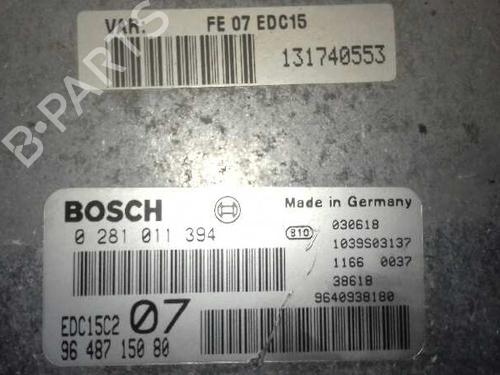 VAR: FE 07 EDC15
131740553
B-PARTS
BOSCH
Made in Germany
0 281 011 394
810
030618
1039S03137
1166 0037
38618
9640938180
EDC15C2 07
96 487 150 80